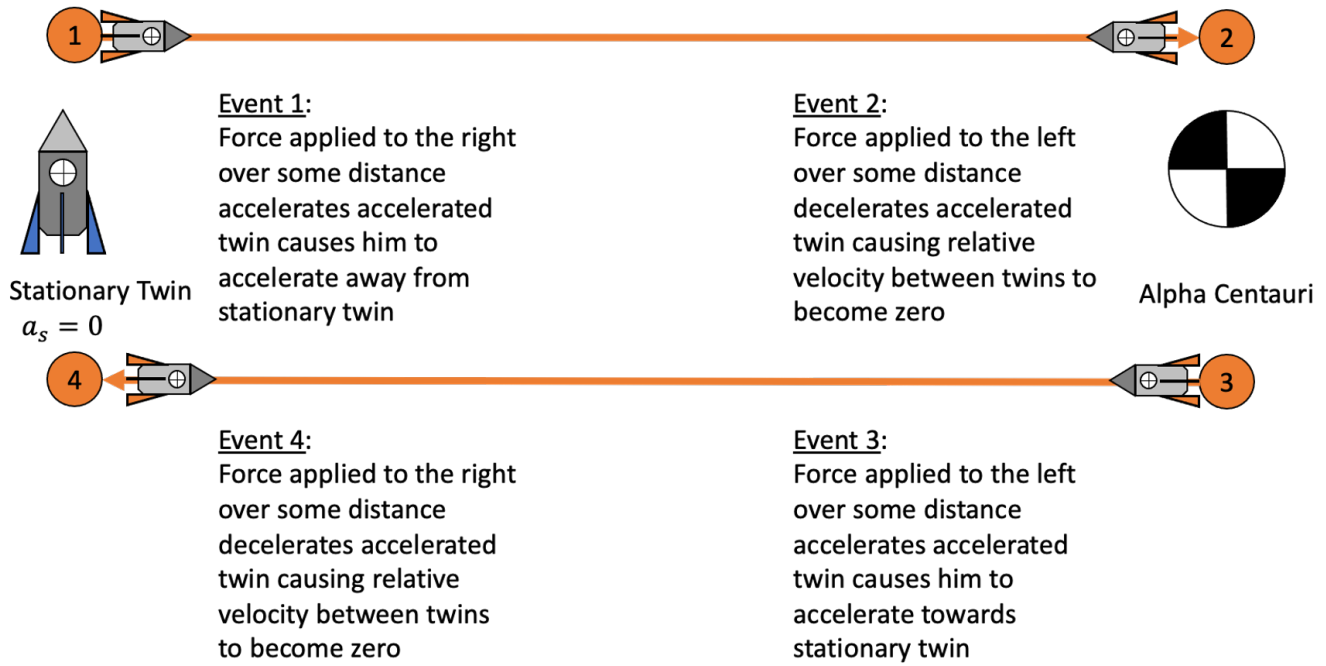 1
2
Event 1:
Force applied to the right
over some distance
accelerates accelerated
twin causes him to
accelerate away from
stationary twin
Event 2:
Force applied to the left
over some distance
decelerates accelerated
twin causing relative
velocity between twins to
become zero
Stationary Twin
aₛ = 0
Alpha Centauri
4
3
Event 4:
Force applied to the right
over some distance
decelerates accelerated
twin causing relative
velocity between twins
to become zero
Event 3:
Force applied to the left
over some distance
accelerates accelerated
twin causes him to
accelerate towards
stationary twin